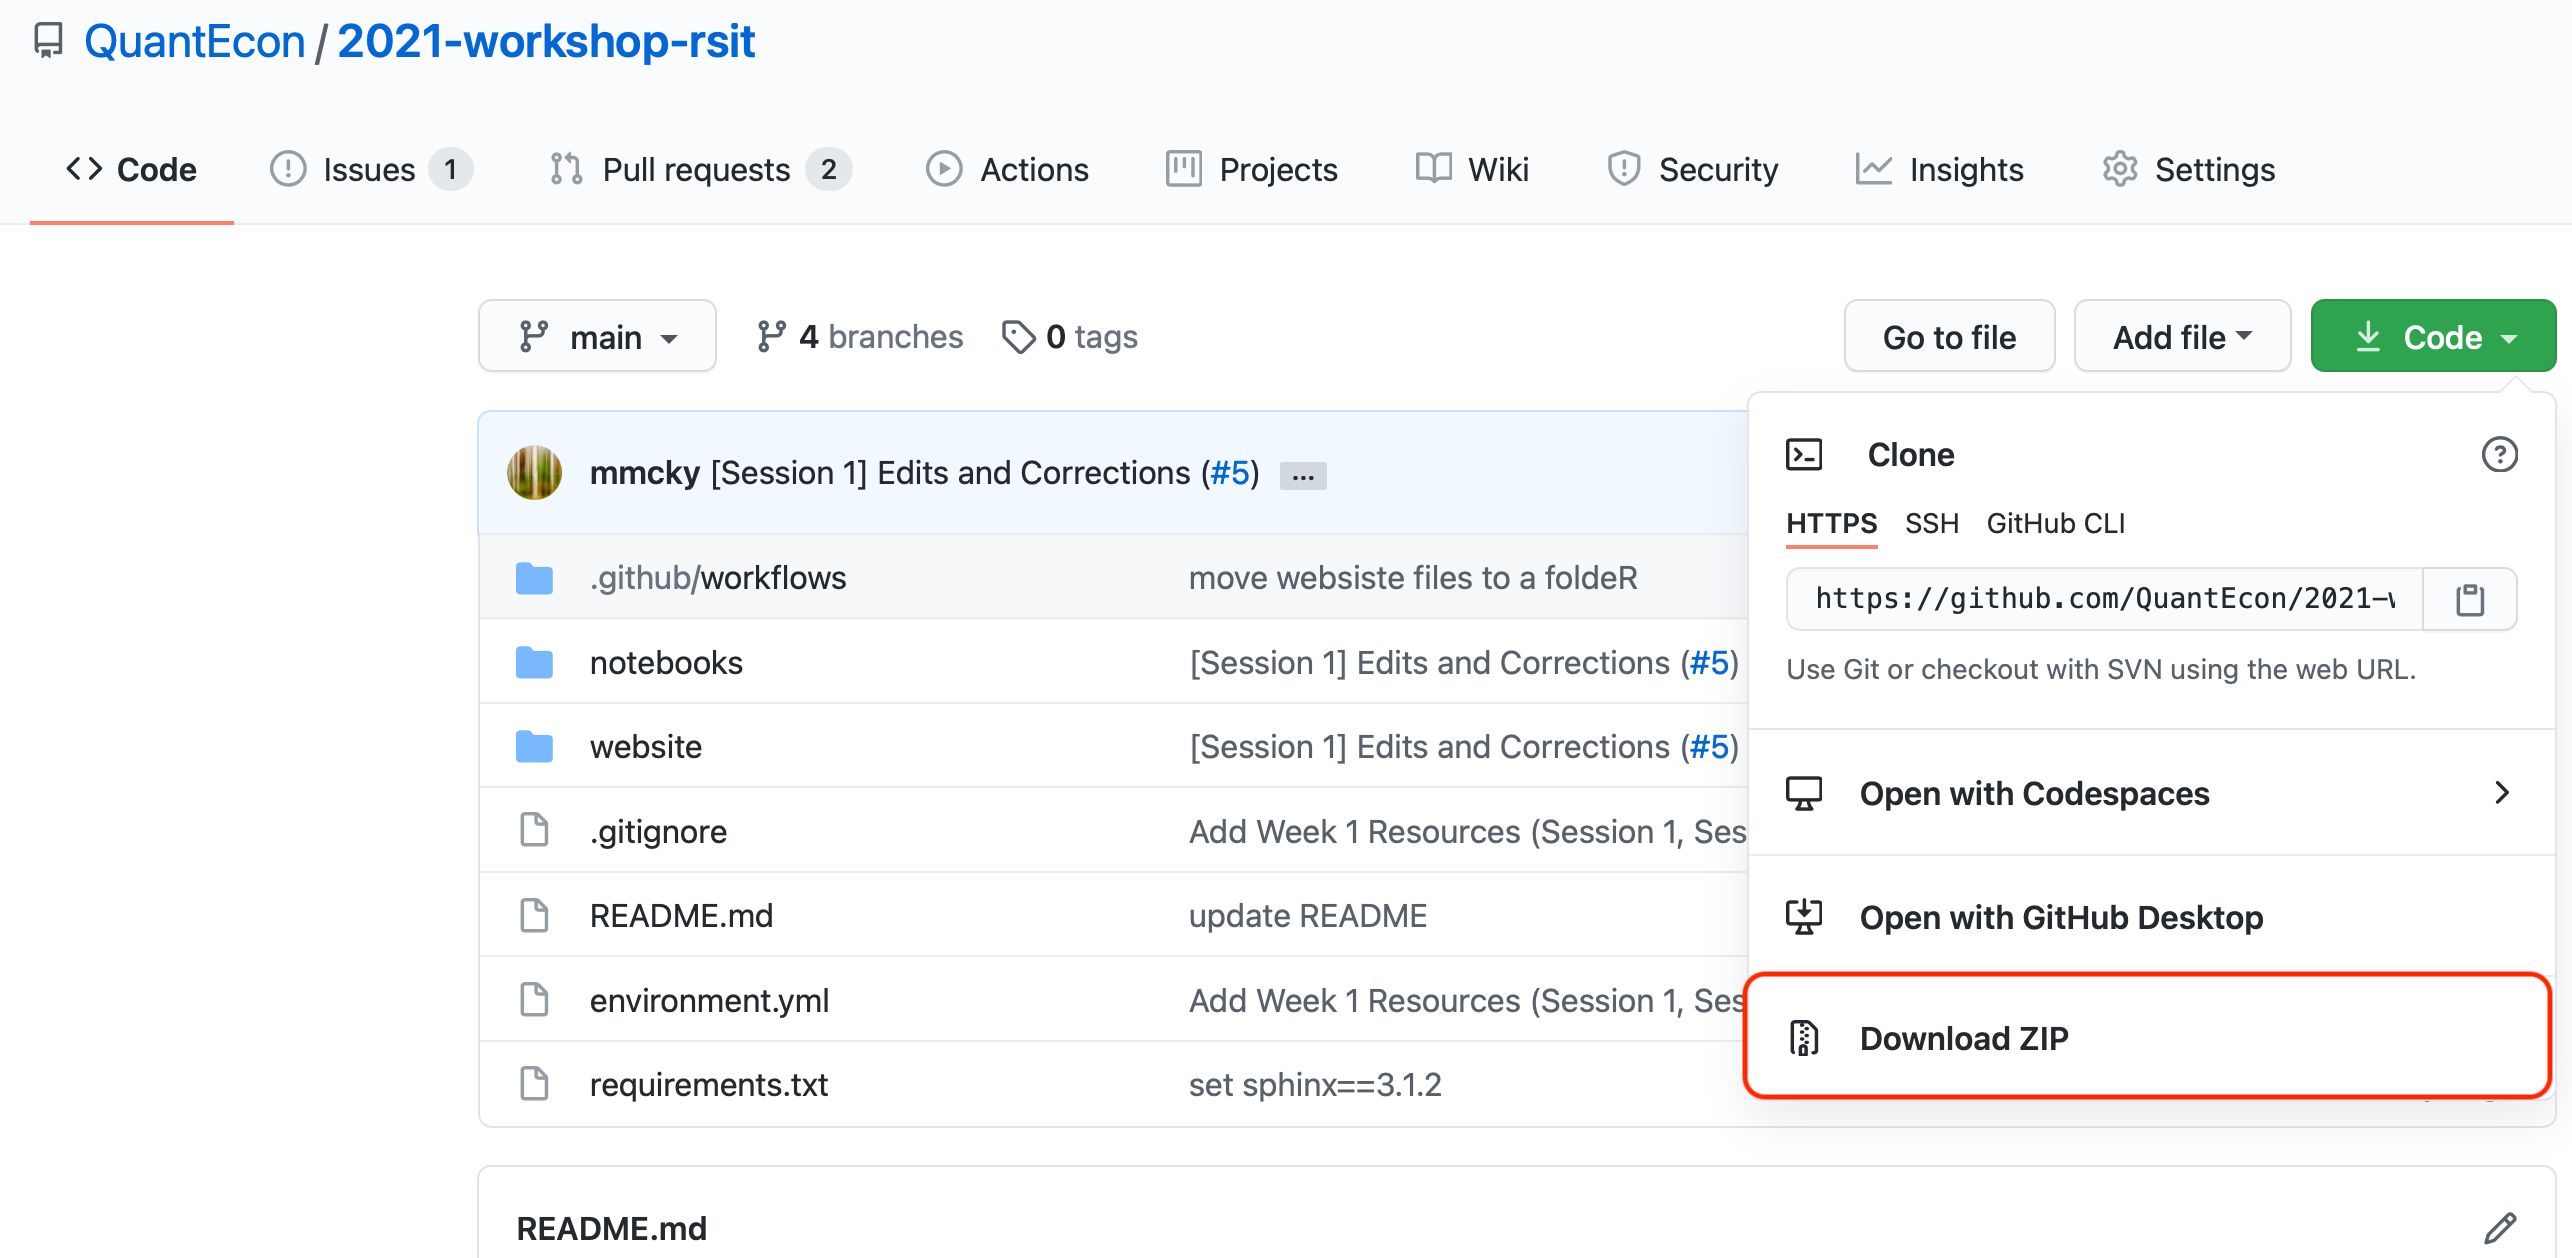 QuantEcon / 2021-workshop-rsit
Code Issues 1 Pull requests 2 Actions Projects Wiki Security Insights Settings
main 4 branches 0 tags Go to file Add file Code
mmcky [Session 1] Edits and Corrections (#5) ...
.github/workflows move websiste files to a foldeR
notebooks [Session 1] Edits and Corrections (#5)
website [Session 1] Edits and Corrections (#5)
.gitignore Add Week 1 Resources (Session 1, Ses
README.md update README
environment.yml Add Week 1 Resources (Session 1, Ses
requirements.txt set sphinx==3.1.2
Clone
HTTPS SSH GitHub CLI
https://github.com/QuantEcon/2021-w
Use Git or checkout with SVN using the web URL.
Open with Codespaces
Open with GitHub Desktop
Download ZIP
README.md